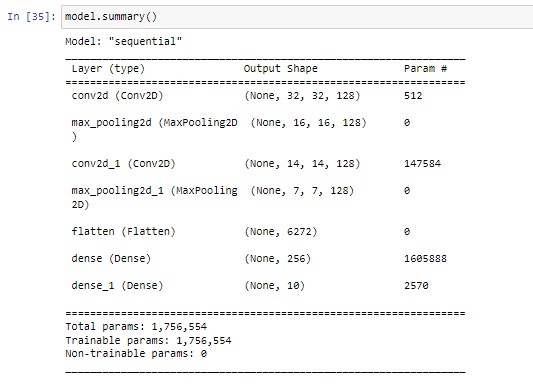 In [35]: model.summary()
Model: "sequential"
_________________________________________________________________
Layer (type) Output Shape Param #
=================================================================
conv2d (Conv2D) (None, 32, 32, 128) 512
max_pooling2d (MaxPooling2D (None, 16, 16, 128) 0
)
conv2d_1 (Conv2D) (None, 14, 14, 128) 147584
max_pooling2d_1 (MaxPooling (None, 7, 7, 128) 0
2D)
flatten (Flatten) (None, 6272) 0
dense (Dense) (None, 256) 1605888
dense_1 (Dense) (None, 10) 2570
=================================================================
Total params: 1,756,554
Trainable params: 1,756,554
Non-trainable params: 0
_________________________________________________________________